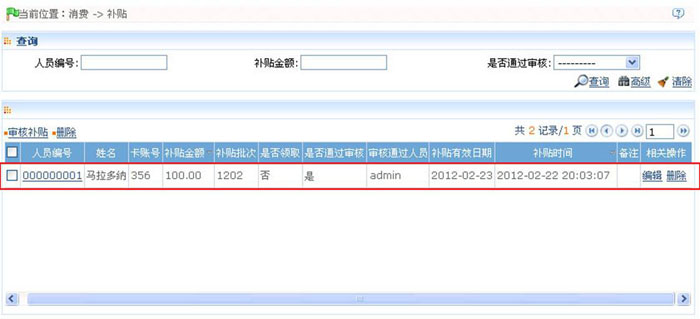 当前位置：消费 -> 补贴
查询
人员编号: 补贴金额: 是否通过审核: ---------
查询 高级 清除
审核补贴 删除 共 2 记录/1 页 1
人员编号 姓名 卡账号 补贴金额 补贴批次 是否领取 是否通过审核 审核通过人员 补贴有效日期 补贴时间 备注 相关操作
000000001 马拉多纳 356 100.00 1202 否 是 admin 2012-02-23 2012-02-22 20:03:07 编辑 删除